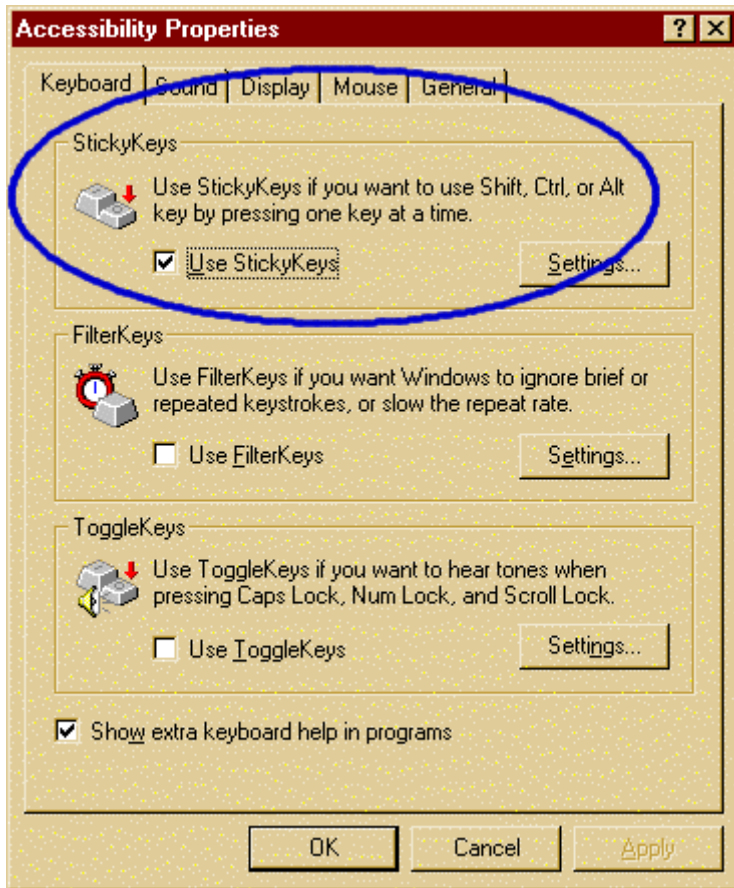 Accessibility Properties
Keyboard Sound Display Mouse General
StickyKeys
Use StickyKeys if you want to use Shift, Ctrl, or Alt
key by pressing one key at a time.
Use StickyKeys Settings...
FilterKeys
Use FilterKeys if you want Windows to ignore brief or
repeated keystrokes, or slow the repeat rate.
Use FilterKeys Settings...
ToggleKeys
Use ToggleKeys if you want to hear tones when
pressing Caps Lock, Num Lock, and Scroll Lock.
Use ToggleKeys Settings...
Show extra keyboard help in programs
OK Cancel Apply